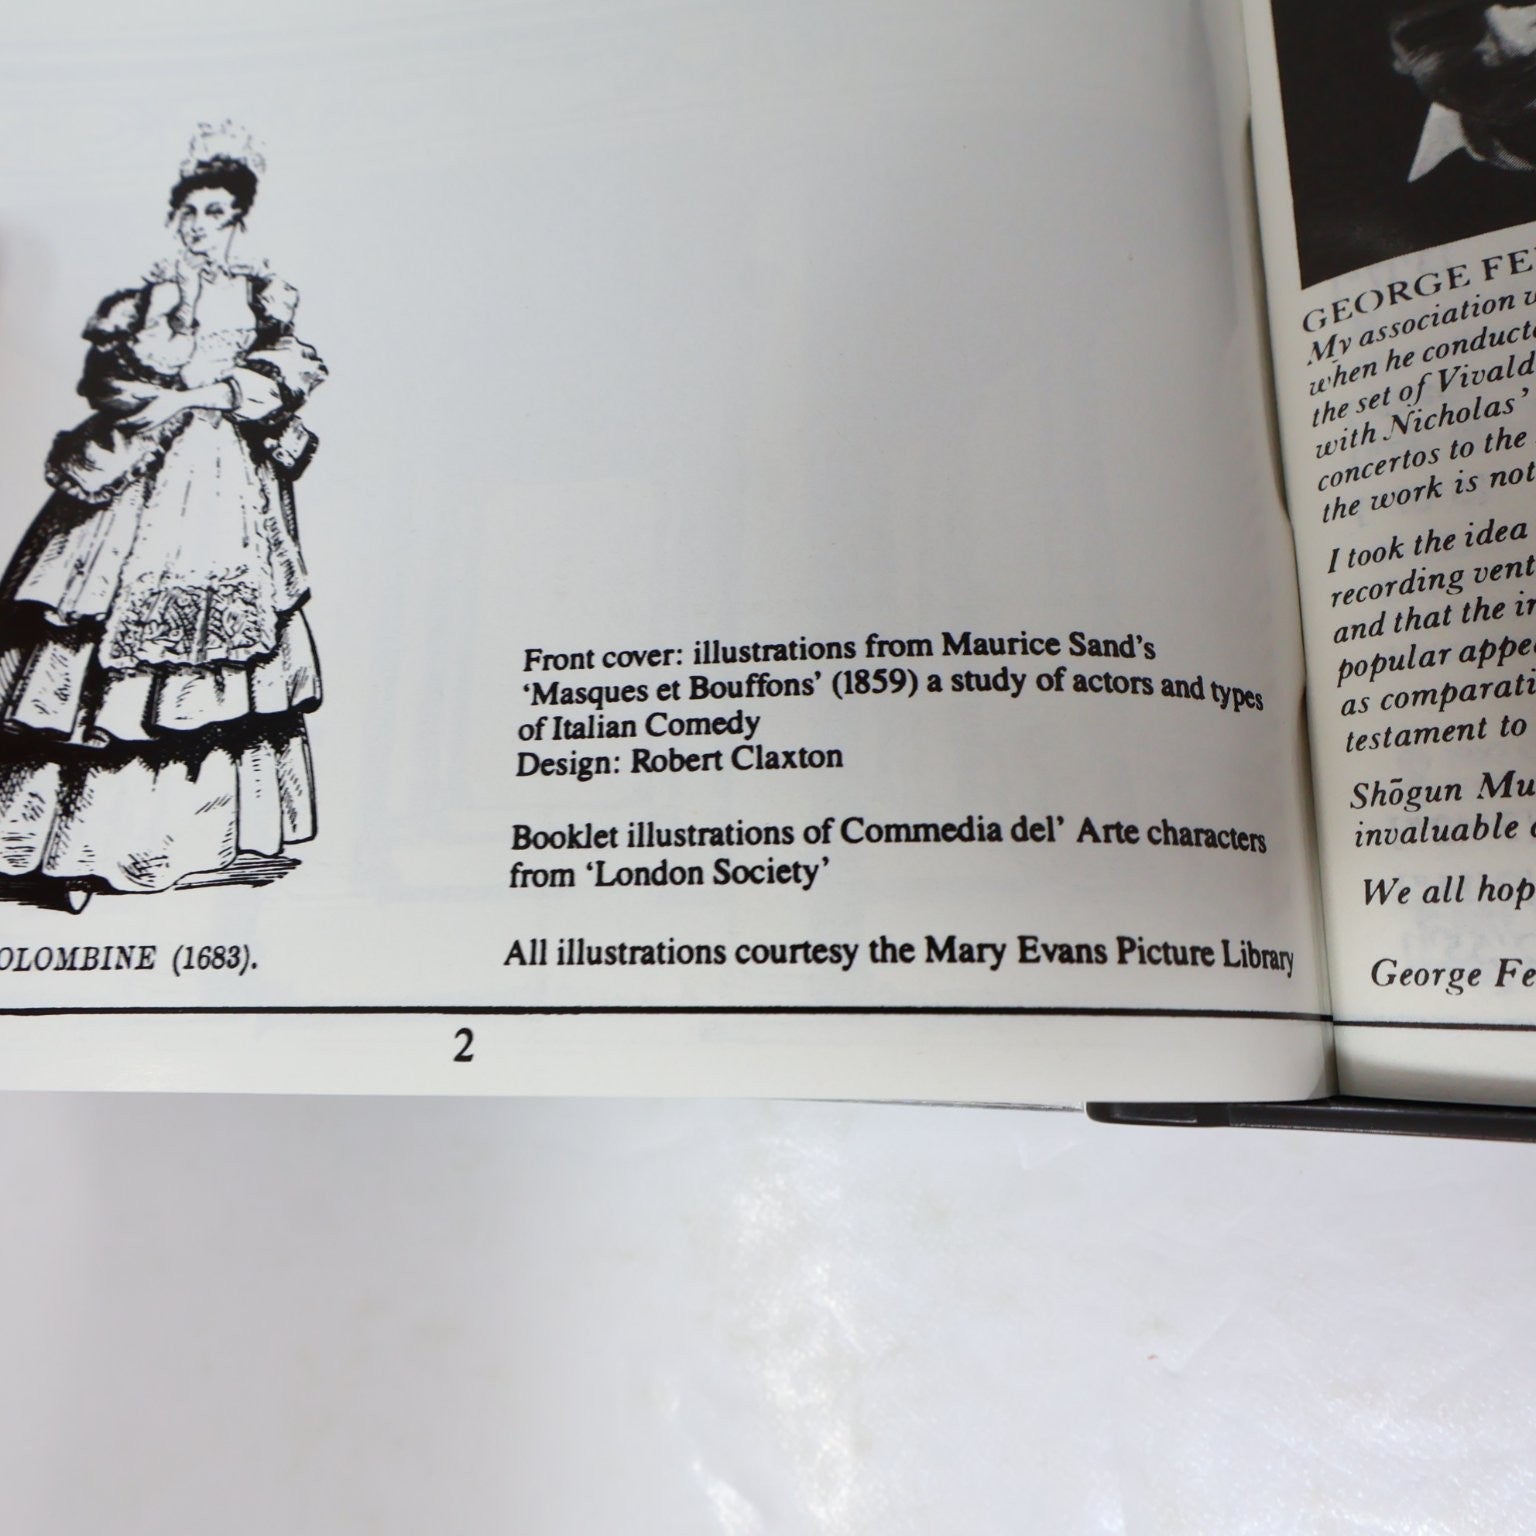 Front cover: illustrations from Maurice Sand's
'Masques et Bouffons' (1859) a study of actors and types
of Italian Comedy
Design: Robert Claxton
Booklet illustrations of Commedia del' Arte characters
from 'London Society'
All illustrations courtesy the Mary Evans Picture Library
OLOMBINE (1683).
2
GEORGE FE
My association
when he conducte
the set of Vivald
with Nicholas'
concertos to the
the work is not
I took the idea
recording vent
and that the in
popular appe
as comparati
testament to
Shōgun Mu
invaluable
We all hop
George Fe